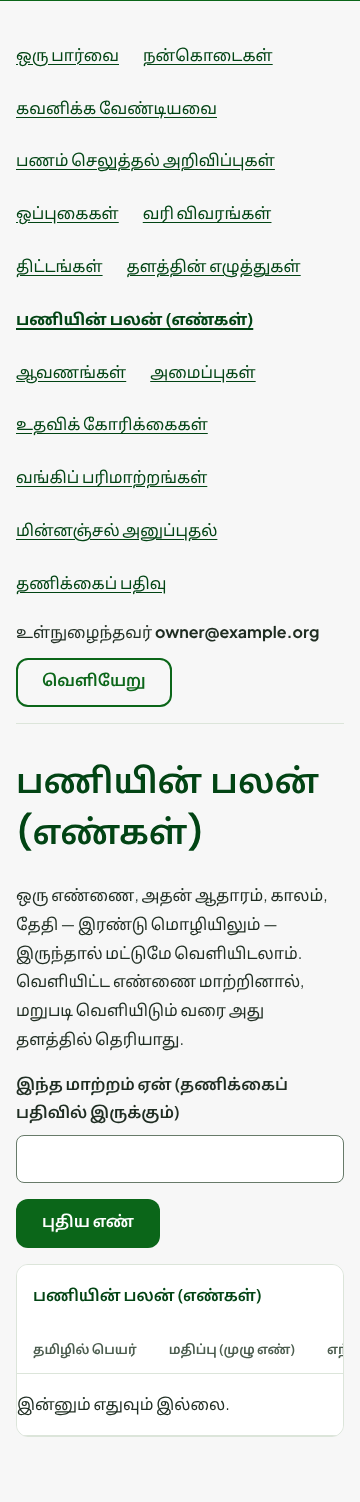 ஒரு பார்வை நன்கொடைகள்
கவனிக்க வேண்டியவை
பணம் செலுத்தல் அறிவிப்புகள்
ஒப்புகைகள் வரி விவரங்கள்
திட்டங்கள் தளத்தின் எழுத்துகள்
பணியின் பலன் (எண்கள்)
ஆவணங்கள் அமைப்புகள்
உதவிக் கோரிக்கைகள்
வங்கிப் பரிமாற்றங்கள்
மின்னஞ்சல் அனுப்புதல்
தணிக்கைப் பதிவு
உள்நுழைந்தவர் owner@example.org
வெளியேறு
பணியின் பலன்
(எண்கள்)
ஒரு எண்ணை, அதன் ஆதாரம், காலம்,
தேதி — இரண்டு மொழியிலும் —
இருந்தால் மட்டுமே வெளியிடலாம்.
வெளியிட்ட எண்ணை மாற்றினால்,
மறுபடி வெளியிடும் வரை அது
தளத்தில் தெரியாது.
இந்த மாற்றம் ஏன் (தணிக்கைப்
பதிவில் இருக்கும்)
புதிய எண்
பணியின் பலன் (எண்கள்)
தமிழில் பெயர் மதிப்பு (முழு எண்)
இன்னும் எதுவும் இல்லை.